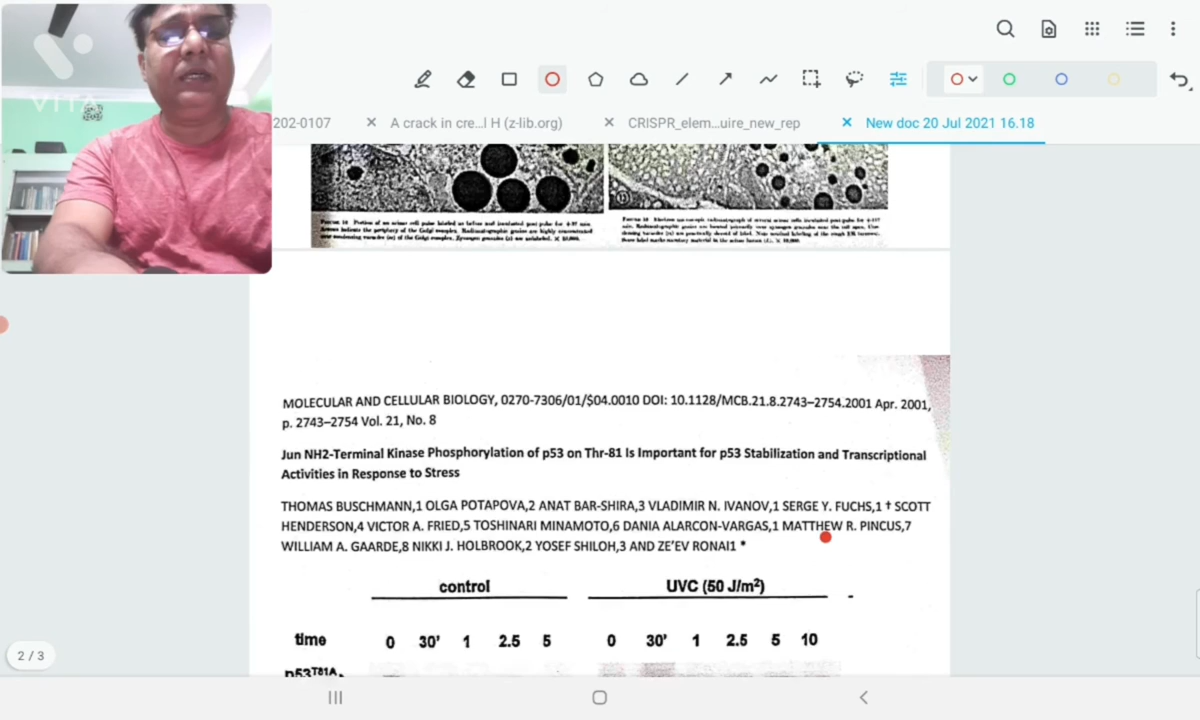 VITA
202-0107
A crack in cre...l H (z-lib.org)
CRISPR_elem...uire_new_rep
New doc 20 Jul 2021 16.18
MOLECULAR AND CELLULAR BIOLOGY, 0270-7306/01/$04.0010 DOI: 10.1128/MCB.21.8.2743–2754.2001 Apr. 2001,
p. 2743–2754 Vol. 21, No. 8
Jun NH2-Terminal Kinase Phosphorylation of p53 on Thr-81 Is Important for p53 Stabilization and Transcriptional
Activities in Response to Stress
THOMAS BUSCHMANN,1 OLGA POTAPOVA,2 ANAT BAR-SHIRA,3 VLADIMIR N. IVANOV,1 SERGE Y. FUCHS,1 † SCOTT
HENDERSON,4 VICTOR A. FRIED,5 TOSHINARI MINAMOTO,6 DANIA ALARCON-VARGAS,1 MATTHEW R. PINCUS,7
WILLIAM A. GAARDE,8 NIKKI J. HOLBROOK,2 YOSEF SHILOH,3 AND ZE'EV RONAI1 *
control UVC (50 J/m²)
time 0 30' 1 2.5 5 0 30' 1 2.5 5 10
p53T81A
2 / 3